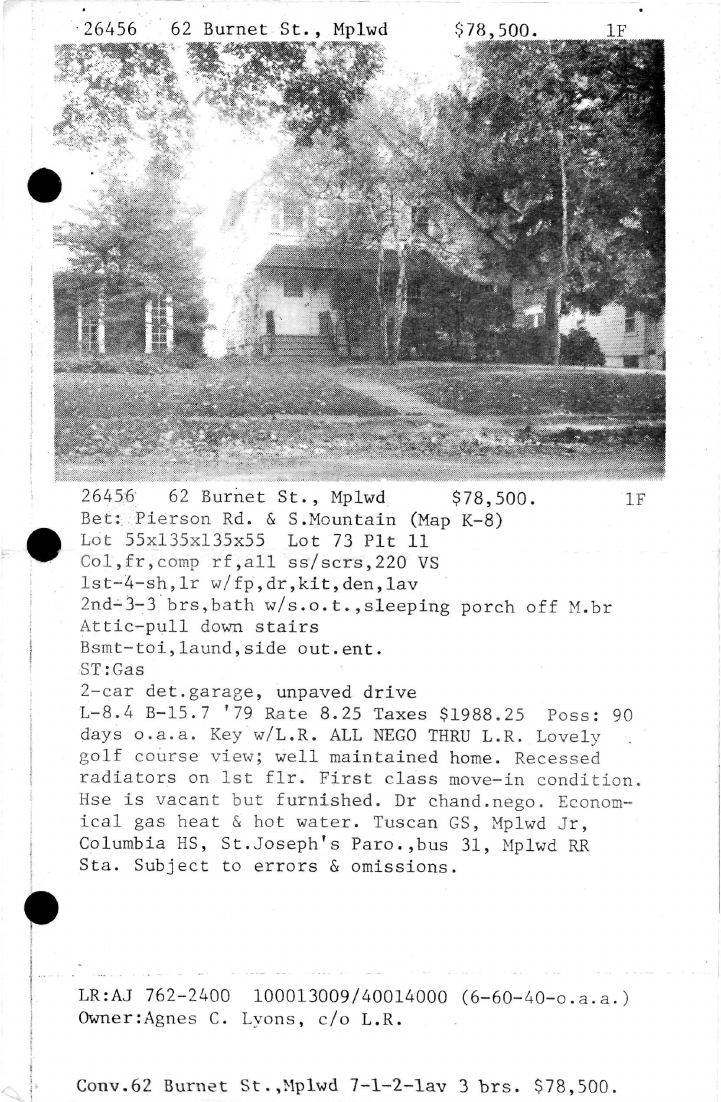 26456 62 Burnet St., Mplwd $78,500. 1F
26456 62 Burnet St., Mplwd $78,500. 1F
Bet: Pierson Rd. & S.Mountain (Map K-8)
Lot 55x135x135x55 Lot 73 Plt 11
Col,fr,comp rf,all ss/scrs,220 VS
1st-4-sh,lr w/fp,dr,kit,den,lav
2nd-3-3 brs,bath w/s.o.t.,sleeping porch off M.br
Attic-pull down stairs
Bsmt-toi,laund,side out.ent.
ST:Gas
2-car det.garage, unpaved drive
L-8.4 B-15.7 '79 Rate 8.25 Taxes $1988.25 Poss: 90
days o.a.a. Key w/L.R. ALL NEGO THRU L.R. Lovely
golf course view; well maintained home. Recessed
radiators on 1st flr. First class move-in condition.
Hse is vacant but furnished. Dr chand.nego. Econom-
ical gas heat & hot water. Tuscan GS, Mplwd Jr,
Columbia HS, St.Joseph's Paro.,bus 31, Mplwd RR
Sta. Subject to errors & omissions.
LR:AJ 762-2400 100013009/40014000 (6-60-40-o.a.a.)
Owner:Agnes C. Lyons, c/o L.R.
Conv.62 Burnet St.,Mplwd 7-1-2-lav 3 brs. $78,500.